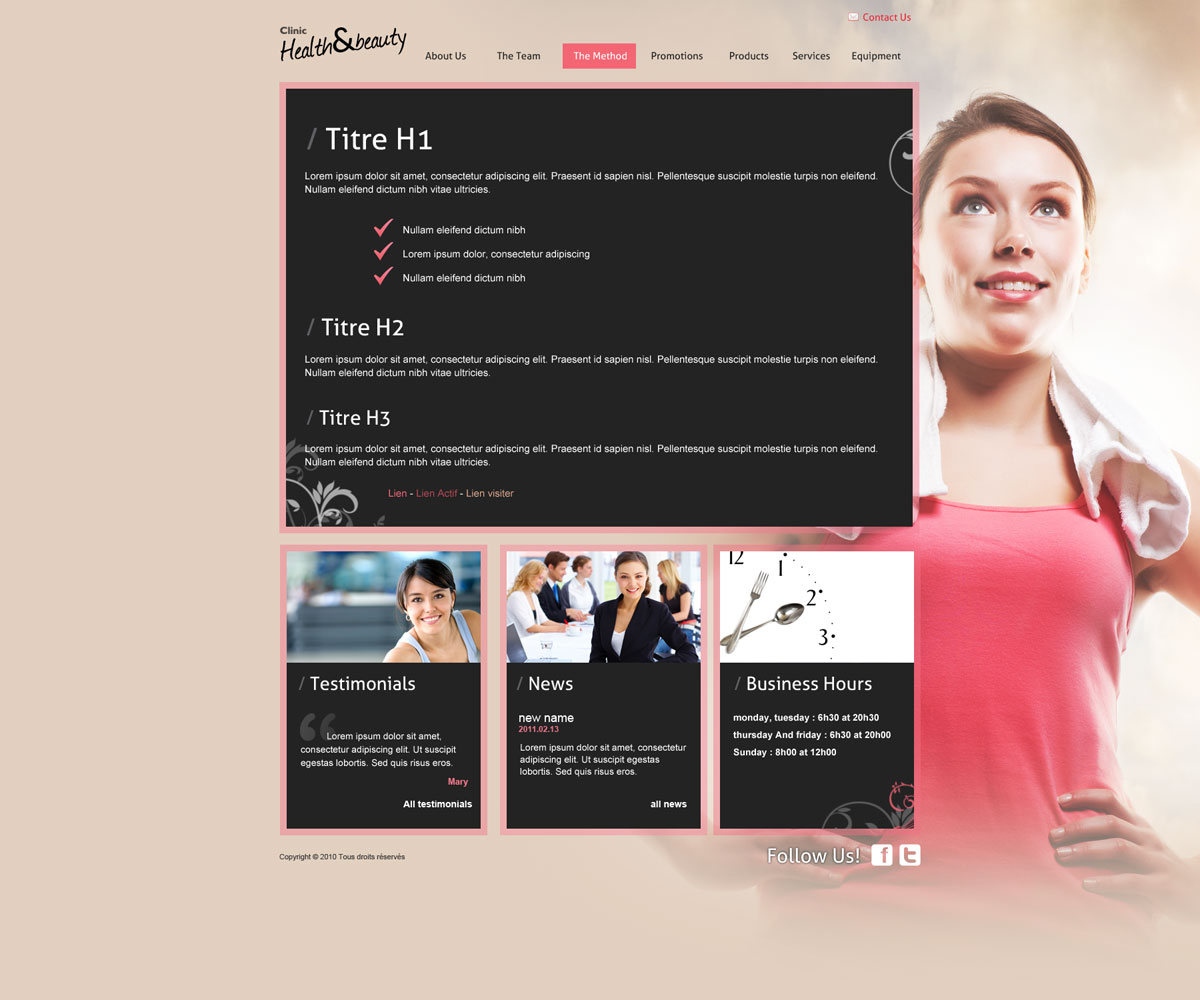 Contact Us
Clinic
Health&beauty
About Us The Team The Method Promotions Products Services Equipment
/ Titre H1
Lorem ipsum dolor sit amet, consectetur adipiscing elit. Praesent id sapien nisl. Pellentesque suscipit molestie turpis non eleifend.
Nullam eleifend dictum nibh vitae ultricies.
Nullam eleifend dictum nibh
Lorem ipsum dolor, consectetur adipiscing
Nullam eleifend dictum nibh
/ Titre H2
Lorem ipsum dolor sit amet, consectetur adipiscing elit. Praesent id sapien nisl. Pellentesque suscipit molestie turpis non eleifend.
Nullam eleifend dictum nibh vitae ultricies.
/ Titre H3
Lorem ipsum dolor sit amet, consectetur adipiscing elit. Praesent id sapien nisl. Pellentesque suscipit molestie turpis non eleifend.
Nullam eleifend dictum nibh vitae ultricies.
Lien - Lien Actif - Lien visiter
/ Testimonials
“
Lorem ipsum dolor sit amet,
consectetur adipiscing elit. Ut suscipit
egestas lobortis. Sed quis risus eros.
Mary
All testimonials
/ News
new name
2011.02.13
Lorem ipsum dolor sit amet, consectetur
adipiscing elit. Ut suscipit egestas
lobortis. Sed quis risus eros.
all news
12
1
2
3
/ Business Hours
monday, tuesday : 6h30 at 20h30
thursday And friday : 6h30 at 20h00
Sunday : 8h00 at 12h00
Copyright © 2010 Tous droits réservés
Follow Us! f t